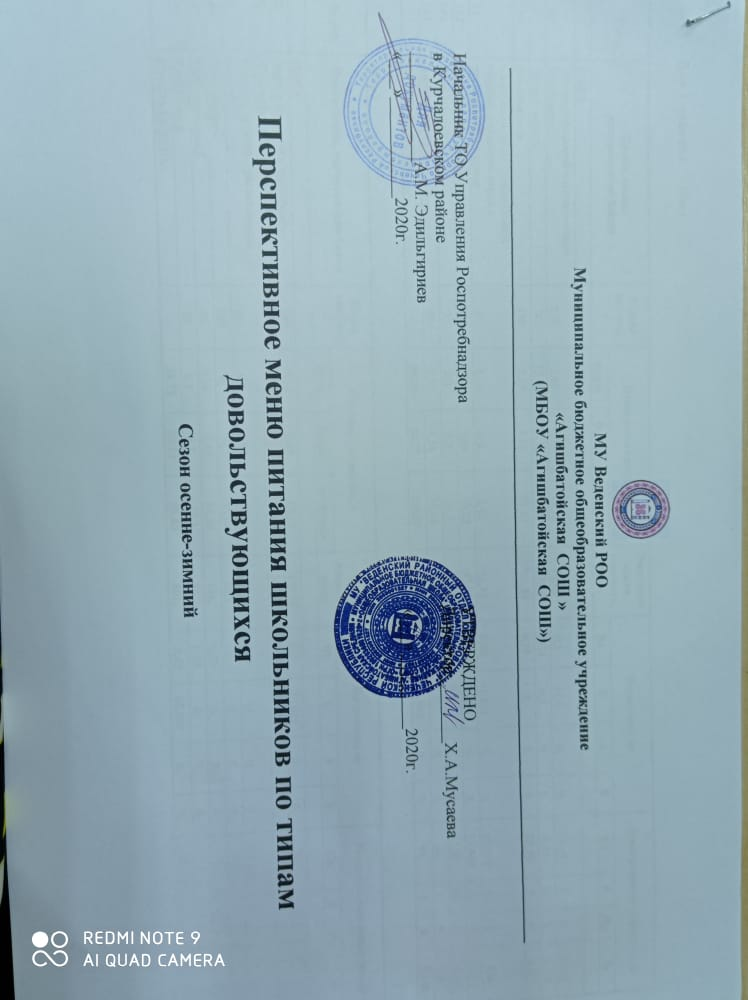 МУ Веденский РОО
Муниципальное бюджетное общеобразовательное учреждение
«Агишбатойская СОШ »
(МБОУ «Агишбатойская СОШ»)
Начальник ТО Управления Роспотребнадзора
в Курчалоевском районе
А.М. Эдильгириев
« » 2020г.
Х.А.Мусаева
2020г.
Перспективное меню питания школьников по типам
довольствующихся
Сезон осенне-зимний
REDMI NOTE 9
AI QUAD CAMERA